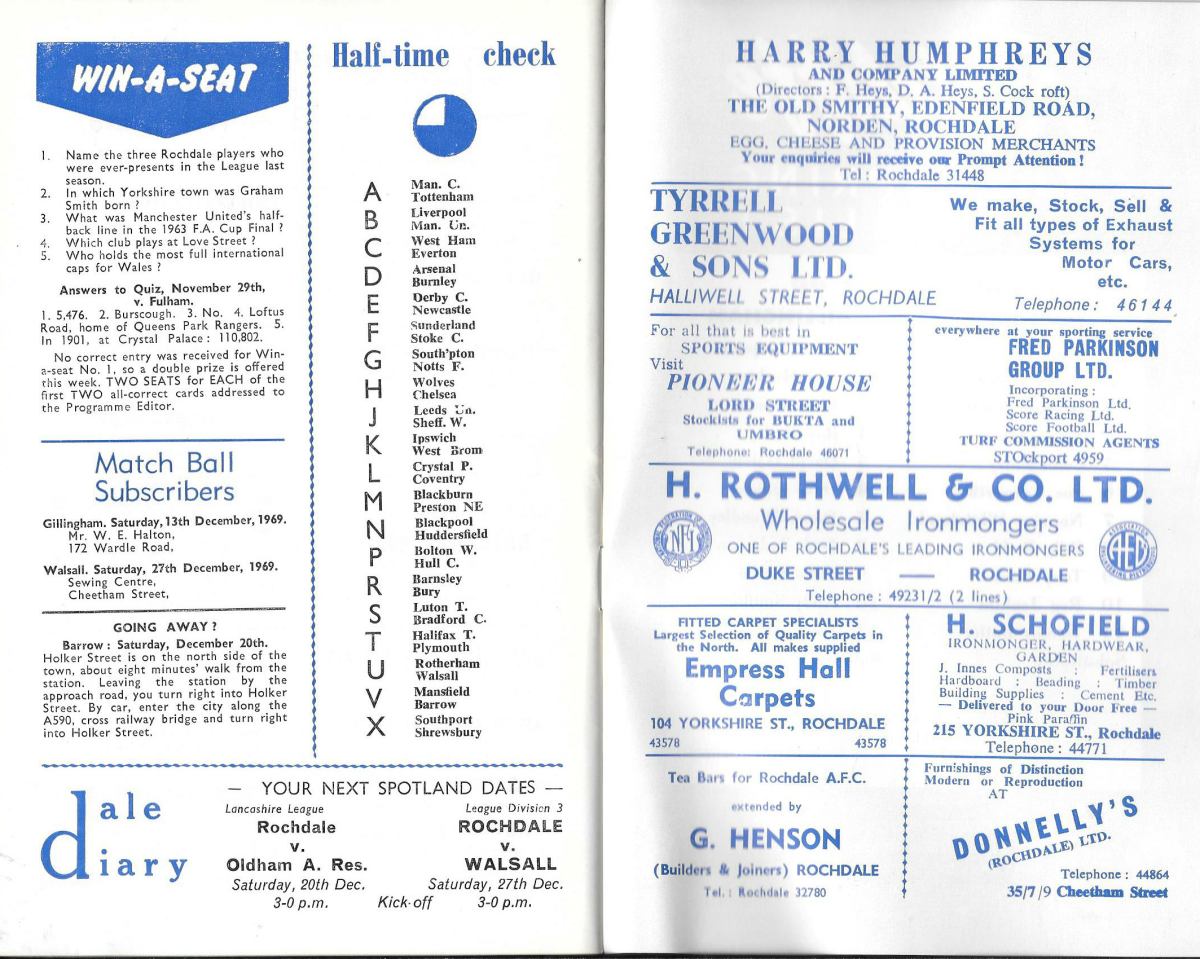 WIN-A-SEAT
1. Name the three Rochdale players who
were ever-presents in the League last
season.
2. In which Yorkshire town was Graham
Smith born ?
3. What was Manchester United's half-
back line in the 1963 F.A. Cup Final ?
4. Which club plays at Love Street ?
5. Who holds the most full international
caps for Wales ?
Answers to Quiz, November 29th,
v. Fulham.
1. 5,476. 2. Burscough. 3. No. 4. Loftus
Road, home of Queens Park Rangers. 5.
In 1901, at Crystal Palace : 110,802.
No correct entry was received for Win-
a-seat No. 1, so a double prize is offered
this week. TWO SEATS for EACH of the
first TWO all-correct cards addressed to
the Programme Editor.
Match Ball
Subscribers
Gillingham. Saturday, 13th December, 1969.
Mr. W. E. Halton,
172 Wardle Road,
Walsall. Saturday, 27th December, 1969.
Sewing Centre,
Cheetham Street,
GOING AWAY ?
Barrow : Saturday, December 20th.
Holker Street is on the north side of the
town, about eight minutes' walk from the
station. Leaving the station by the
approach road, you turn right into Holker
Street. By car, enter the city along the
A590, cross railway bridge and turn right
into Holker Street.
Half-time check
A Man. C.
Tottenham
B Liverpool
Man. Un.
C West Ham
Everton
D Arsenal
Burnley
E Derby C.
Newcastle
F Sunderland
Stoke C.
G South'pton
Notts F.
H Wolves
Chelsea
J Leeds Un.
Sheff. W.
K Ipswich
West Brom
L Crystal P.
Coventry
M Blackburn
Preston NE
N Blackpool
Huddersfield
P Bolton W.
Hull C.
R Barnsley
Bury
S Luton T.
Bradford C.
T Halifax T.
Plymouth
U Rotherham
Walsall
V Mansfield
Barrow
X Southport
Shrewsbury
dale
diary
— YOUR NEXT SPOTLAND DATES —
Lancashire League League Division 3
Rochdale ROCHDALE
v. v.
Oldham A. Res. WALSALL
Saturday, 20th Dec. Saturday, 27th Dec.
3-0 p.m. Kick-off 3-0 p.m.
HARRY HUMPHREYS
AND COMPANY LIMITED
(Directors : F. Heys, D. A. Heys, S. Cock roft)
THE OLD SMITHY, EDENFIELD ROAD,
NORDEN, ROCHDALE
EGG, CHEESE AND PROVISION MERCHANTS
Your enquiries will receive our Prompt Attention !
Tel : Rochdale 31448
TYRRELL
GREENWOOD
& SONS LTD.
HALLIWELL STREET, ROCHDALE
We make, Stock, Sell &
Fit all types of Exhaust
Systems for
Motor Cars,
etc.
Telephone : 46144
For all that is best in
SPORTS EQUIPMENT
Visit
PIONEER HOUSE
LORD STREET
Stockists for BUKTA and
UMBRO
Telephone: Rochdale 46071
everywhere at your sporting service
FRED PARKINSON
GROUP LTD.
Incorporating :
Fred Parkinson Ltd.
Score Racing Ltd.
Score Football Ltd.
TURF COMMISSION AGENTS
STOckport 4959
H. ROTHWELL & CO. LTD.
Wholesale Ironmongers
NFI
ONE OF ROCHDALE'S LEADING IRONMONGERS
DUKE STREET — ROCHDALE
Telephone : 49231/2 (2 lines)
FITTED CARPET SPECIALISTS
Largest Selection of Quality Carpets in
the North. All makes supplied
Empress Hall
Carpets
104 YORKSHIRE ST., ROCHDALE
43578 43578
H. SCHOFIELD
IRONMONGER, HARDWEAR,
GARDEN
J. Innes Composts : Fertilisers
Hardboard : Beading : Timber
Building Supplies : Cement Etc.
— Delivered to your Door Free —
Pink Paraffin
215 YORKSHIRE ST., Rochdale
Telephone : 44771
Tea Bars for Rochdale A.F.C.
extended by
G. HENSON
(Builders & Joiners) ROCHDALE
Tel. : Rochdale 32780
Furnishings of Distinction
Modern or Reproduction
AT
DONNELLY'S
(ROCHDALE) LTD.
Telephone : 44864
35/7/9 Cheetham Street